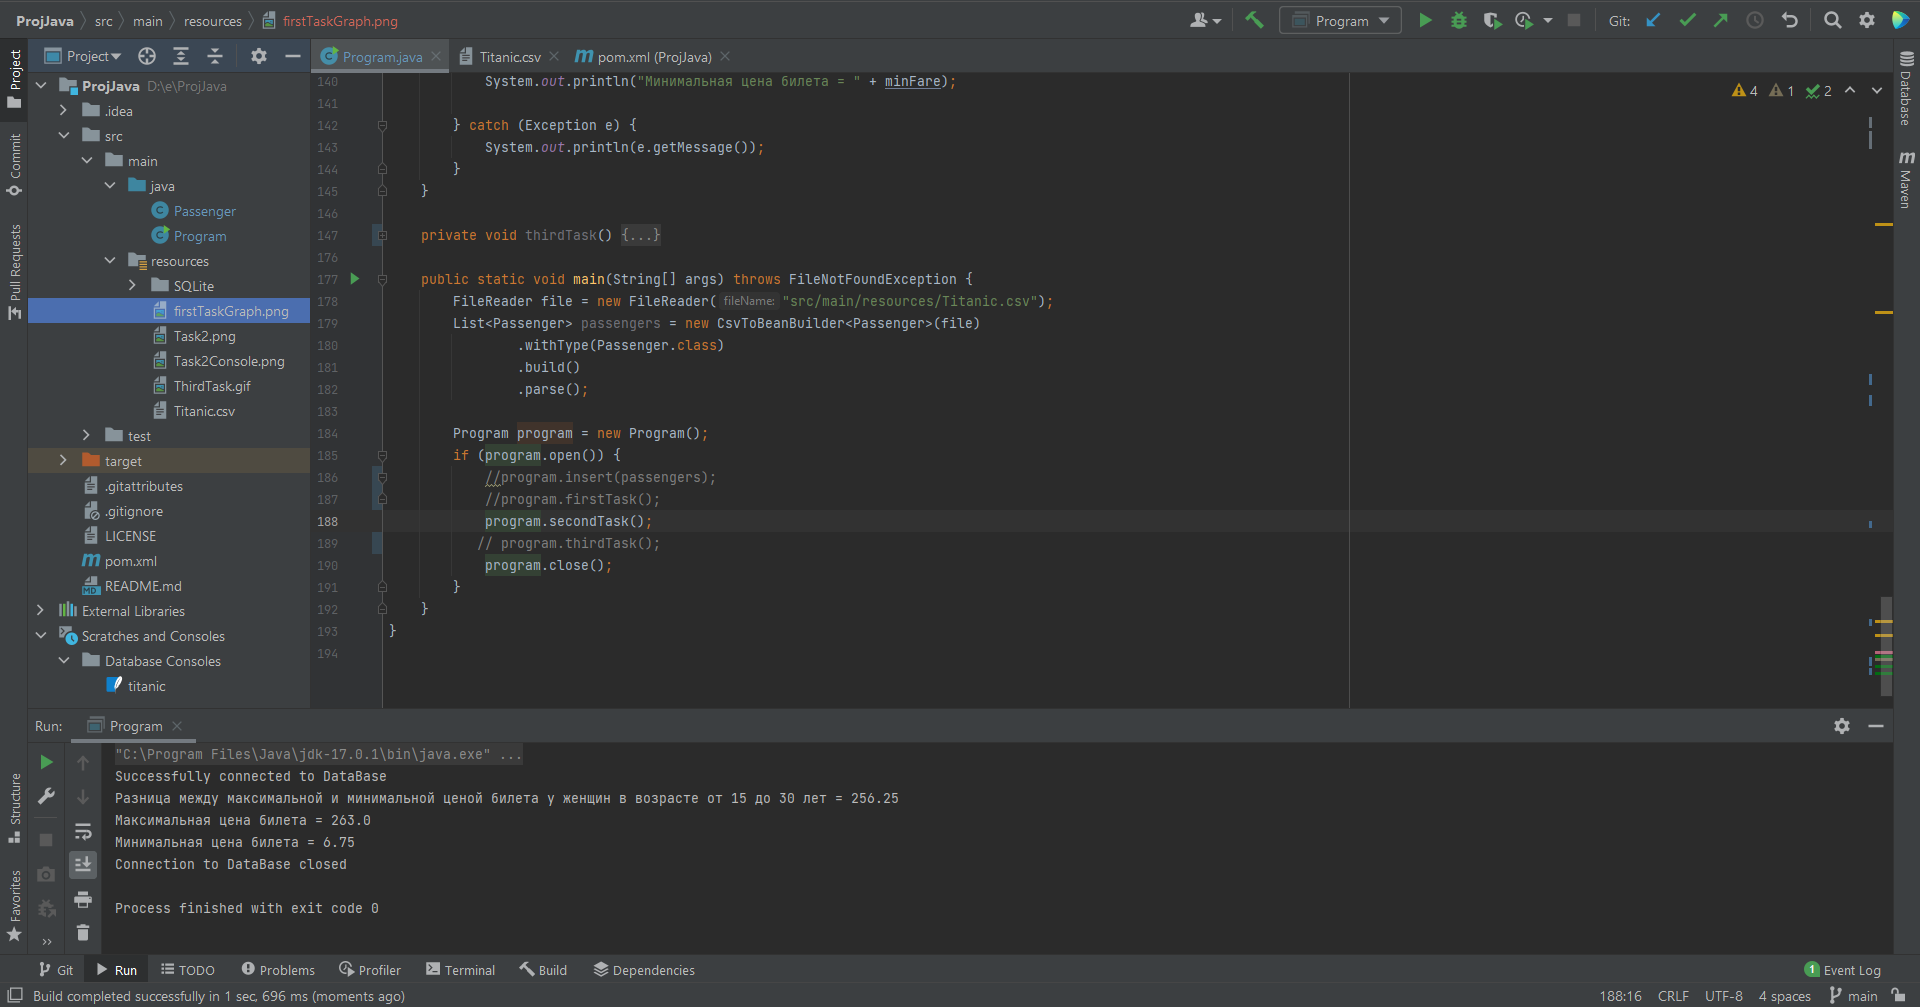 ProjJava src main resources firstTaskGraph.png
Program
Git:
Project
Program.java
Titanic.csv
pom.xml (ProjJava)
ProjJava D:\e\ProjJava
.idea
src
main
java
Passenger
Program
resources
SQLite
firstTaskGraph.png
Task2.png
Task2Console.png
ThirdTask.gif
Titanic.csv
test
target
.gitattributes
.gitignore
LICENSE
pom.xml
README.md
External Libraries
Scratches and Consoles
Database Consoles
titanic
Project
Commit
Pull Requests
Structure
Favorites
Database
Maven
4 1 2
140 System.out.println("Минимальная цена билета = " + minFare);
141
142 } catch (Exception e) {
143 System.out.println(e.getMessage());
144 }
145 }
146
147 private void thirdTask() {...}
176
177 public static void main(String[] args) throws FileNotFoundException {
178 FileReader file = new FileReader( fileName: "src/main/resources/Titanic.csv");
179 List<Passenger> passengers = new CsvToBeanBuilder<Passenger>(file)
180 .withType(Passenger.class)
181 .build()
182 .parse();
183
184 Program program = new Program();
185 if (program.open()) {
186 //program.insert(passengers);
187 //program.firstTask();
188 program.secondTask();
189 // program.thirdTask();
190 program.close();
191 }
192 }
193 }
194
Run: Program
"C:\Program Files\Java\jdk-17.0.1\bin\java.exe" ...
Successfully connected to DataBase
Разница между максимальной и минимальной ценой билета у женщин в возрасте от 15 до 30 лет = 256.25
Максимальная цена билета = 263.0
Минимальная цена билета = 6.75
Connection to DataBase closed
Process finished with exit code 0
Git Run TODO Problems Profiler Terminal Build Dependencies
1 Event Log
Build completed successfully in 1 sec, 696 ms (moments ago)
188:16 CRLF UTF-8 4 spaces main